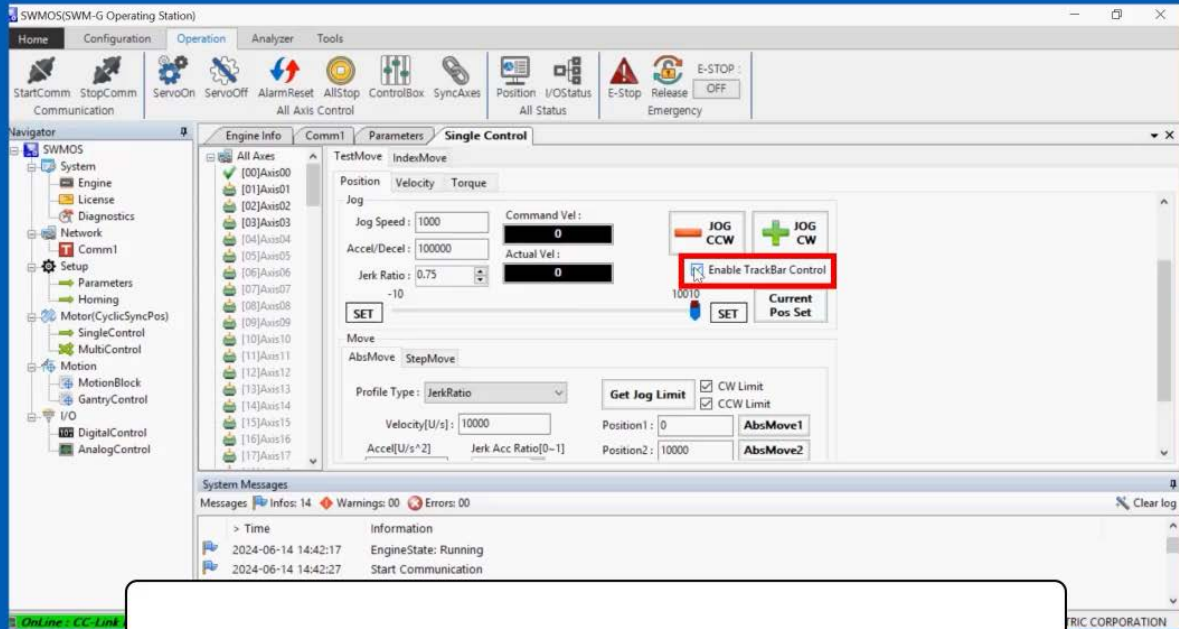 SWMOS(SWM-G Operating Station)
Home Configuration Operation Analyzer Tools
StartComm StopComm ServoOn ServoOff AlarmReset AllStop ControlBox SyncAxes Position I/OStatus E-Stop Release E-STOP : OFF
Communication All Axis Control All Status Emergency
Navigator
SWMOS
System
Engine
License
Diagnostics
Network
Comm1
Setup
Parameters
Homing
Motor(CyclicSyncPos)
SingleControl
MultiControl
Motion
MotionBlock
GantryControl
I/O
DigitalControl
AnalogControl
Engine Info Comm1 Parameters Single Control
All Axes
[00]Axis00
[01]Axis01
[02]Axis02
[03]Axis03
[04]Axis04
[05]Axis05
[06]Axis06
[07]Axis07
[08]Axis08
[09]Axis09
[10]Axis10
[11]Axis11
[12]Axis12
[13]Axis13
[14]Axis14
[15]Axis15
[16]Axis16
[17]Axis17
TestMove IndexMove
Position Velocity Torque
Jog
Jog Speed : 1000 Command Vel : 0
Accel/Decel : 100000 Actual Vel : 0
Jerk Ratio : 0.75
JOG CCW JOG CW
Enable TrackBar Control
-10 10010
SET SET Current Pos Set
Move
AbsMove StepMove
Profile Type : JerkRatio Get Jog Limit CW Limit
CCW Limit
Velocity[U/s] : 10000 Position1 : 0 AbsMove1
Accel[U/s^2] Jerk Acc Ratio[0~1] Position2 : 10000 AbsMove2
System Messages
Messages Infos: 14 Warnings: 00 Errors: 00 Clear log
> Time Information
2024-06-14 14:42:17 EngineState: Running
2024-06-14 14:42:27 Start Communication
OnLine : CC-Link
TRIC CORPORATION